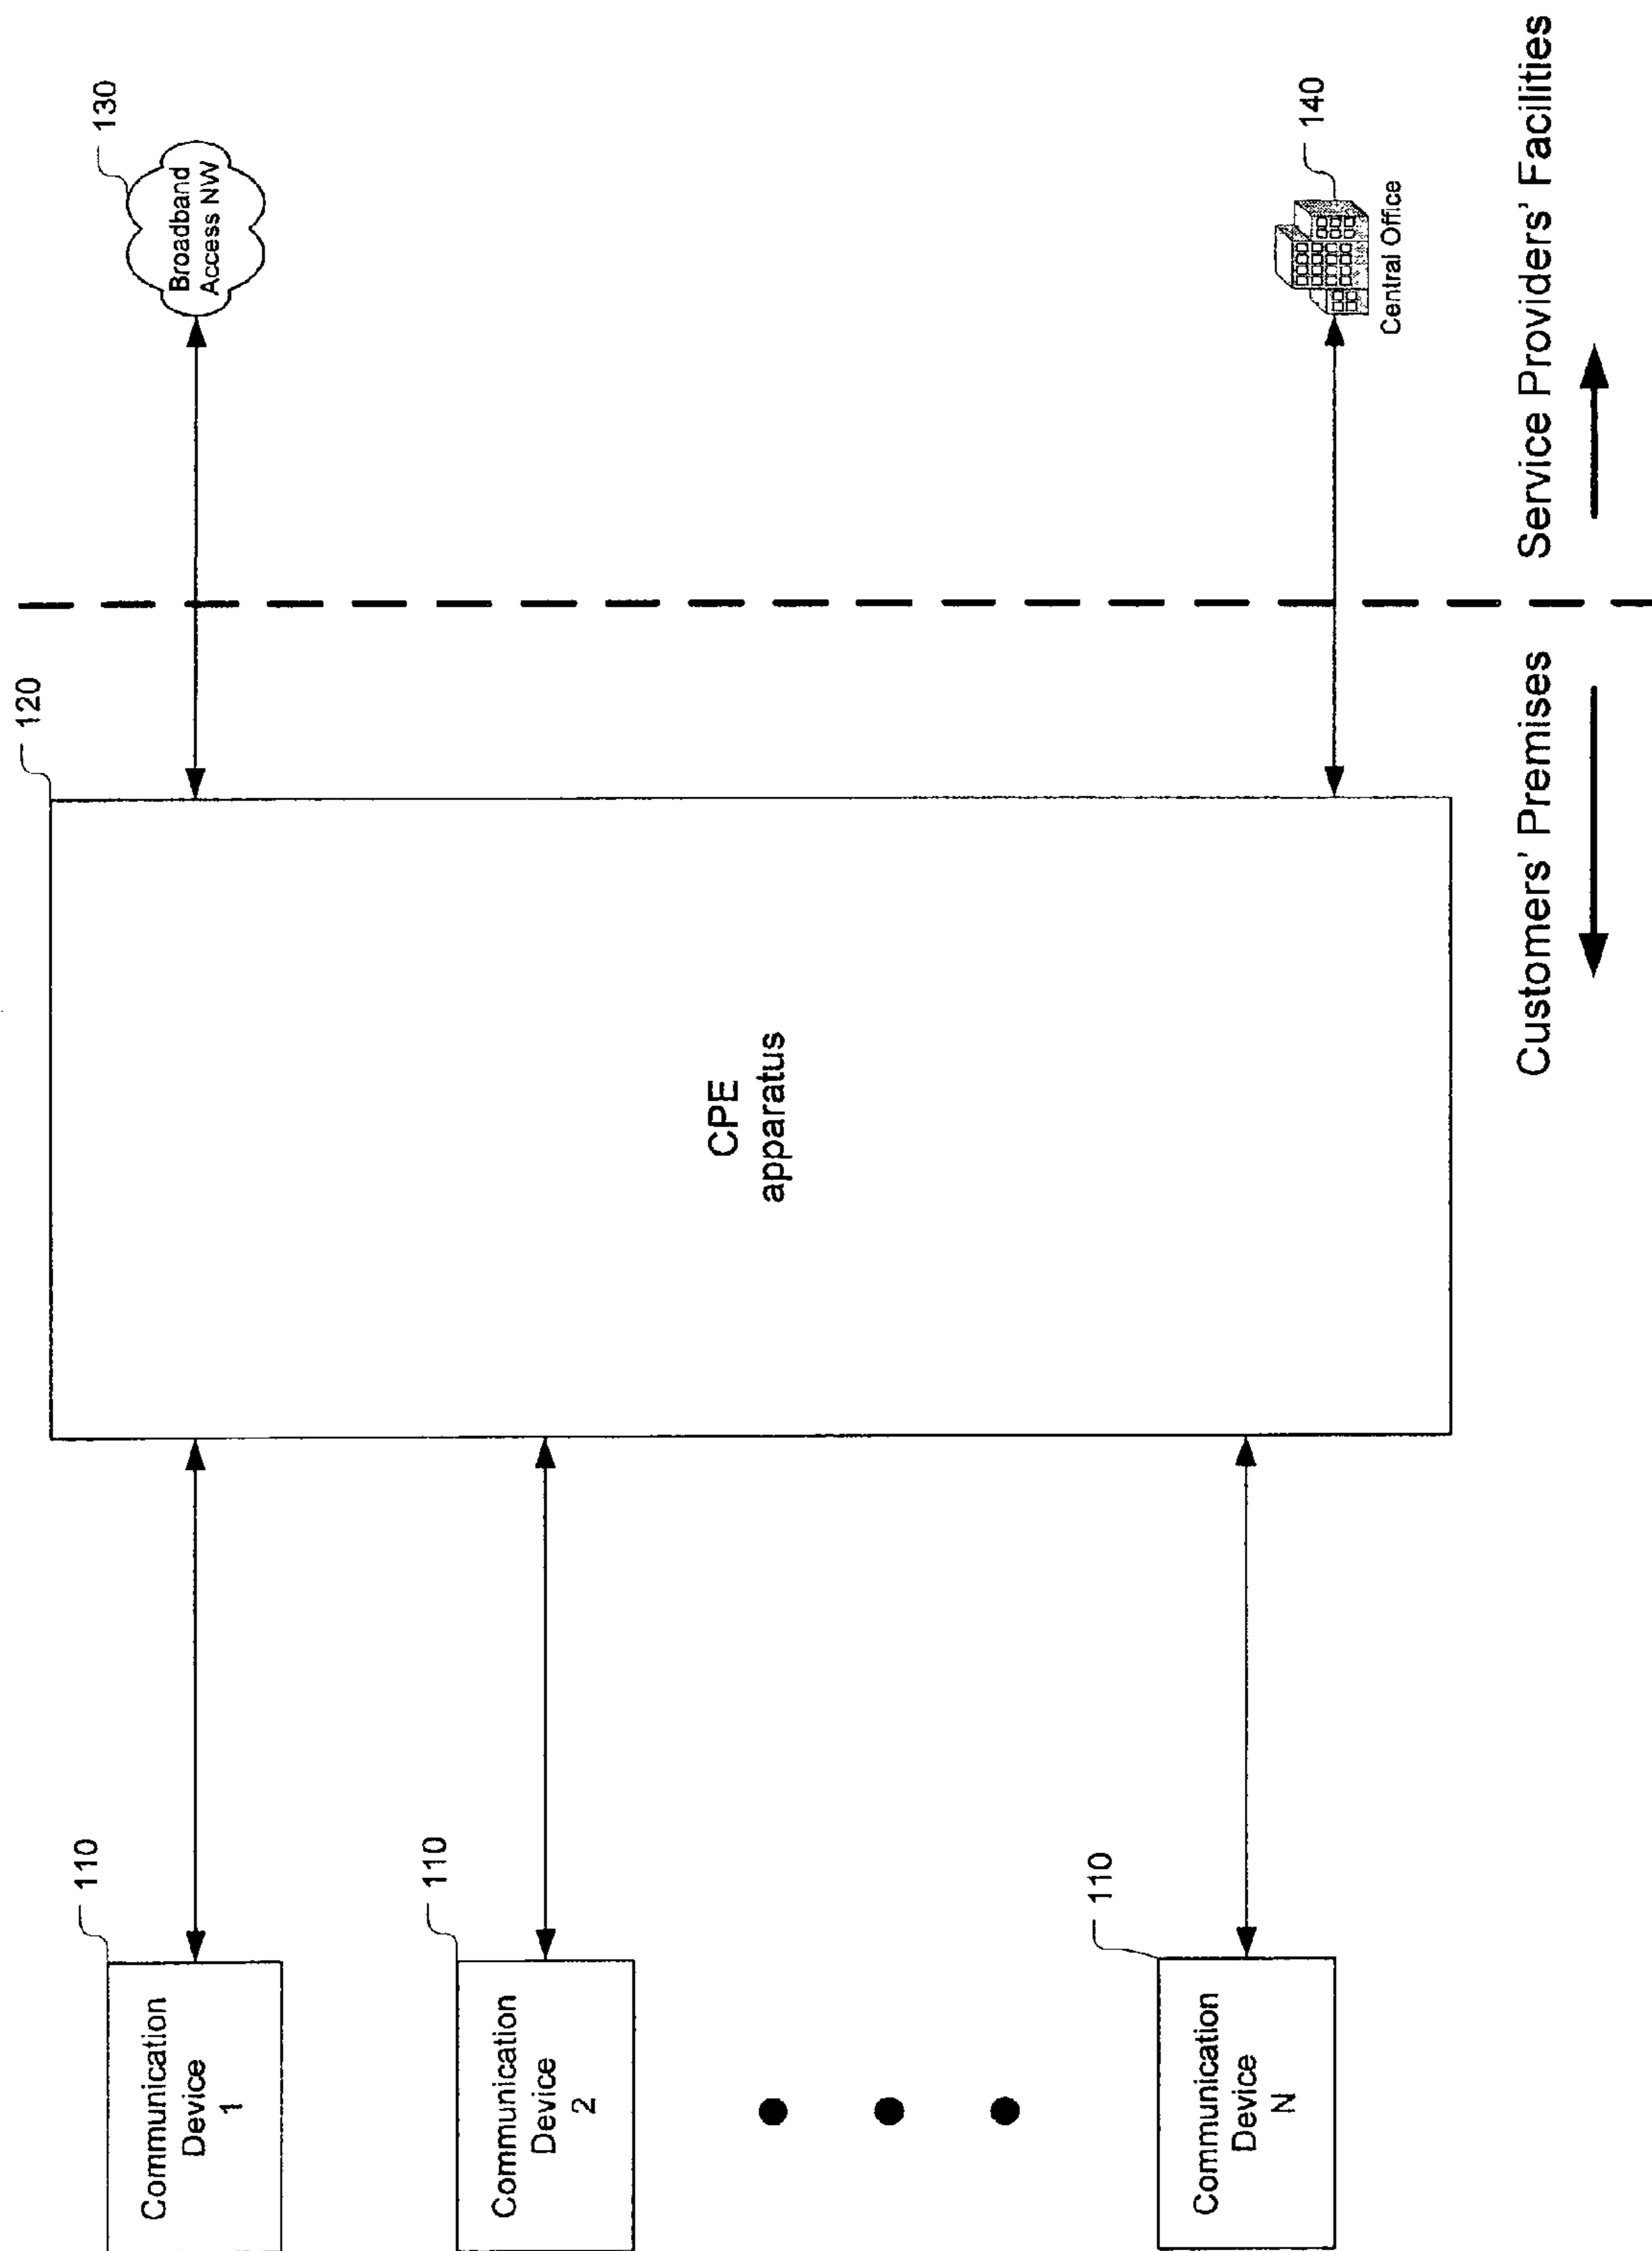 110
Communication
Device
1
110
Communication
Device
2
110
Communication
Device
N
120
CPE
apparatus
130
Broadband
Access NW
140
Central Office
Customers' Premises
Service Providers' Facilities